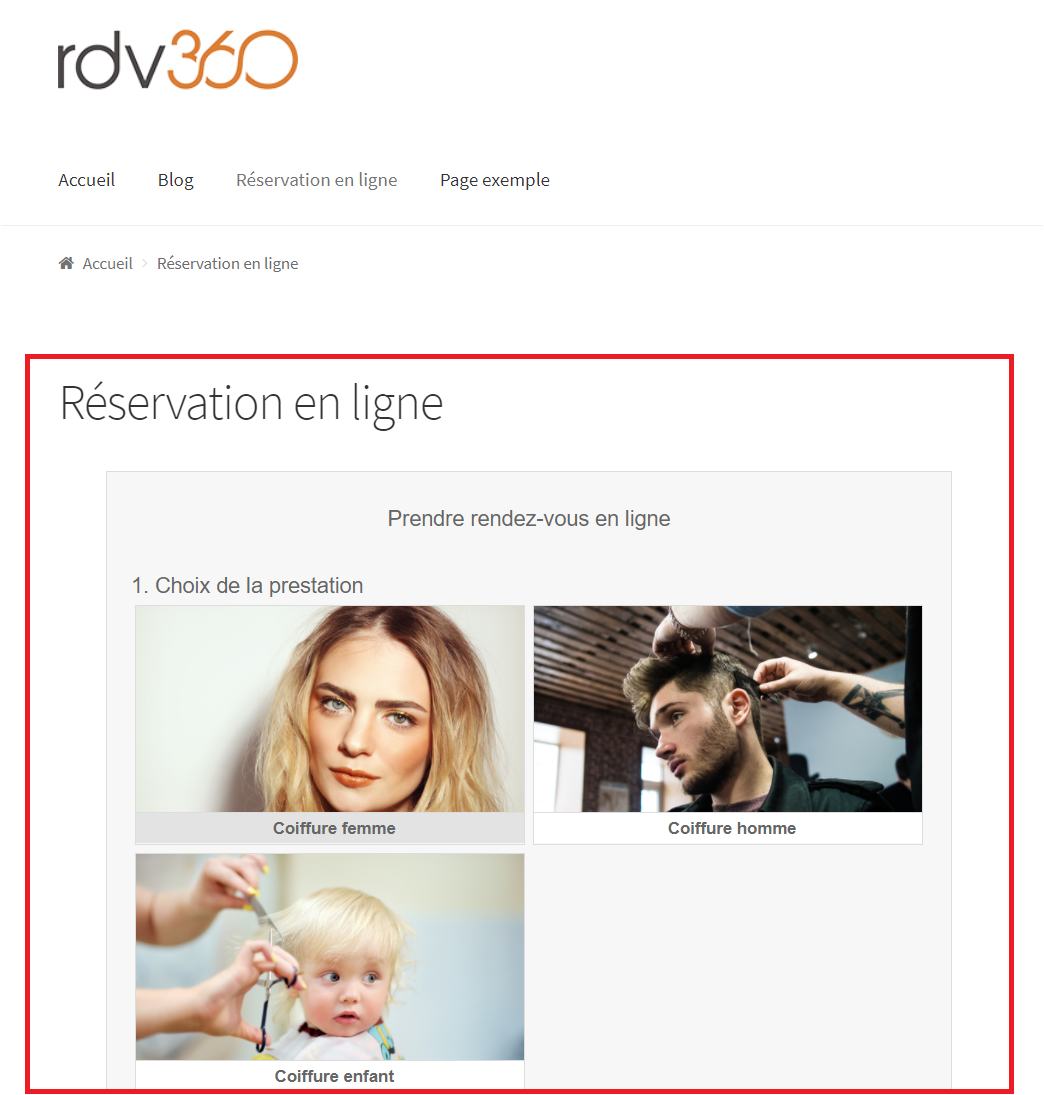 rdv360
Accueil Blog Réservation en ligne Page exemple
Accueil > Réservation en ligne
Réservation en ligne
Prendre rendez-vous en ligne
1. Choix de la prestation
Coiffure femme Coiffure homme
Coiffure enfant